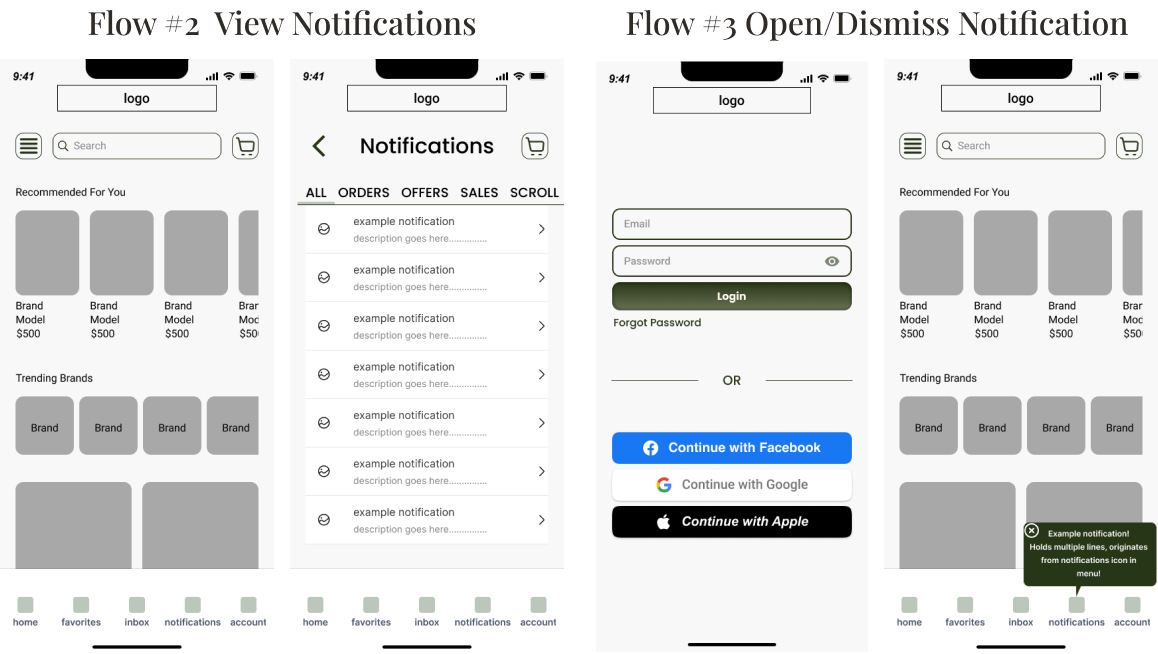 Flow #2 View Notifications
9:41
logo
Search
Recommended For You
Brand
Model
$500
Brand
Model
$500
Brand
Model
$500
Bran
Mod
$50
Trending Brands
Brand
Brand
Brand
Brand
home
favorites
inbox
notifications
account
9:41
logo
Notifications
ALL
ORDERS
OFFERS
SALES
SCROLL
example notification
description goes here...............
example notification
description goes here...............
example notification
description goes here...............
example notification
description goes here...............
example notification
description goes here...............
example notification
description goes here...............
example notification
description goes here...............
home
favorites
inbox
notifications
account
Flow #3 Open/Dismiss Notification
9:41
logo
Email
Password
Login
Forgot Password
OR
Continue with Facebook
Continue with Google
Continue with Apple
9:41
logo
Search
Recommended For You
Brand
Model
$500
Brand
Model
$500
Brand
Model
$500
Bran
Mod
$50
Trending Brands
Brand
Brand
Brand
Brand
Example notification!
Holds multiple lines, originates
from notifications icon in
menu!
home
favorites
inbox
notifications
account